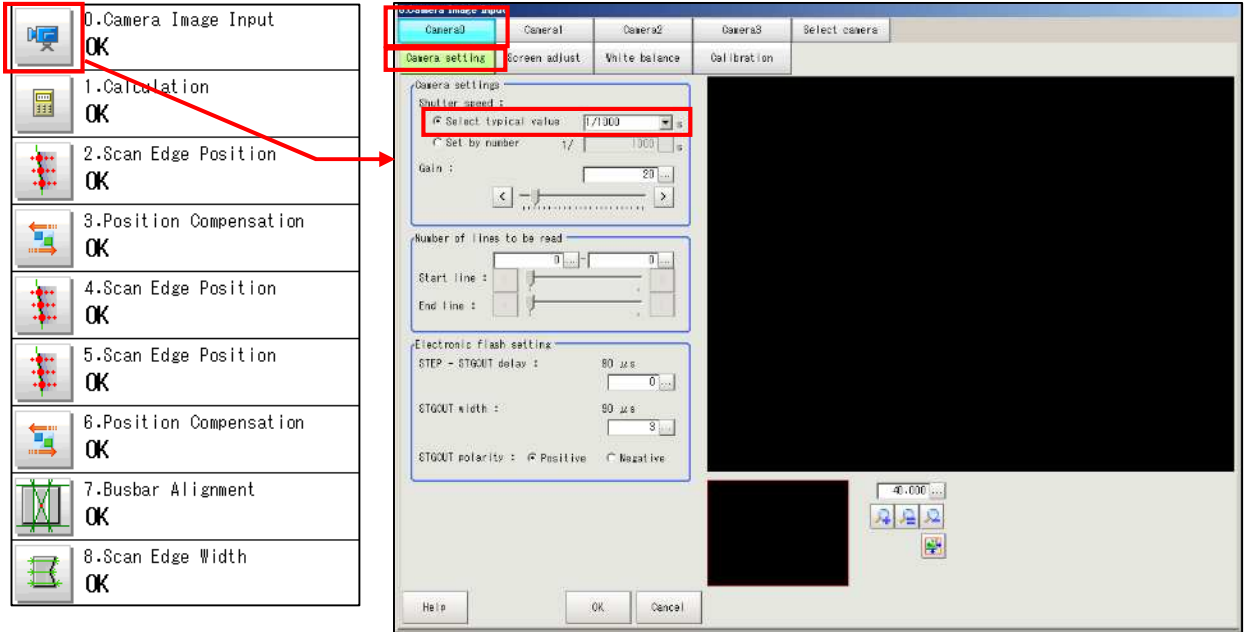 0.Camera Image Input
OK
1.Calculation
OK
2.Scan Edge Position
OK
3.Position Compensation
OK
4.Scan Edge Position
OK
5.Scan Edge Position
OK
6.Position Compensation
OK
7.Busbar Alignment
OK
8.Scan Edge Width
OK
0.Camera Image Input
Camera0 Camera1 Camera2 Camera3 Select camera
Camera setting Screen adjust White balance Calibration
Camera settings
Shutter speed :
Select typical value 1/1000 s
Set by number 1/ 1000 s
Gain : 20 ...
< >
Number of lines to be read
0 ... - 0 ...
Start line :
End line :
Electronic flash setting
STEP - STGOUT delay : 80 μs
0 ...
STGOUT width : 90 μs
3 ...
STGOUT polarity : Positive Negative
40.000 ...
Help OK Cancel